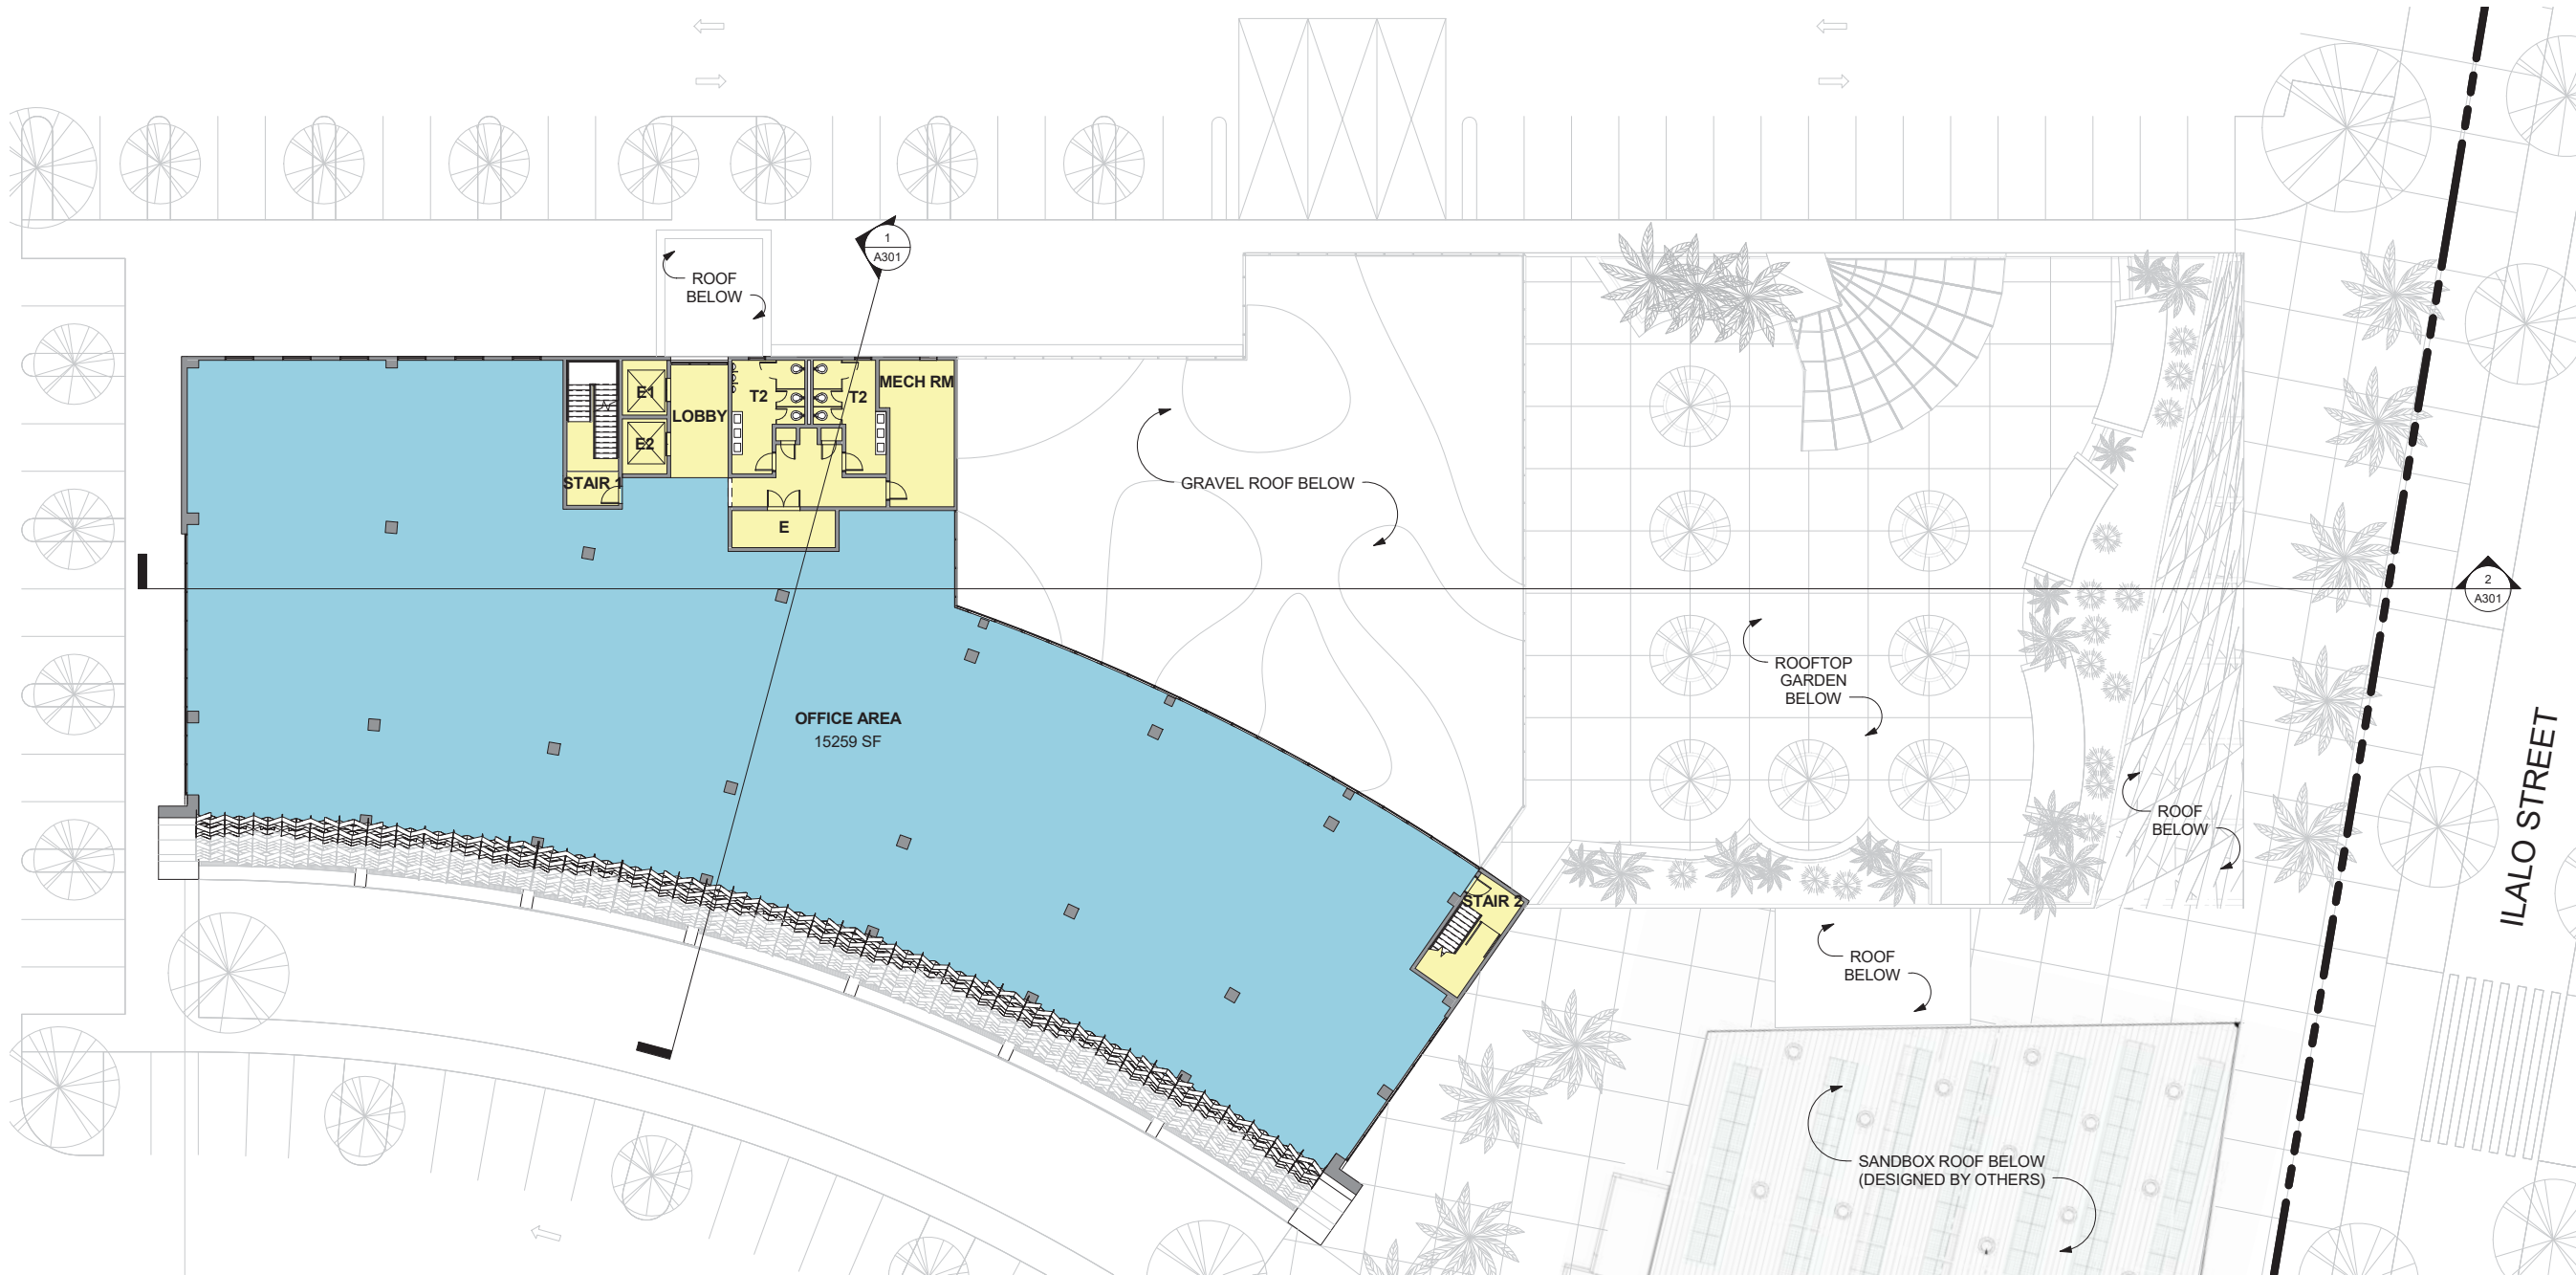 1
A301
ROOF
BELOW
E1
LOBBY
T2
T2
MECH RM
E2
STAIR 1
E
GRAVEL ROOF BELOW
2
A301
ROOFTOP
GARDEN
BELOW
OFFICE AREA
15259 SF
ROOF
BELOW
ILALO STREET
STAIR 2
ROOF
BELOW
SANDBOX ROOF BELOW
(DESIGNED BY OTHERS)